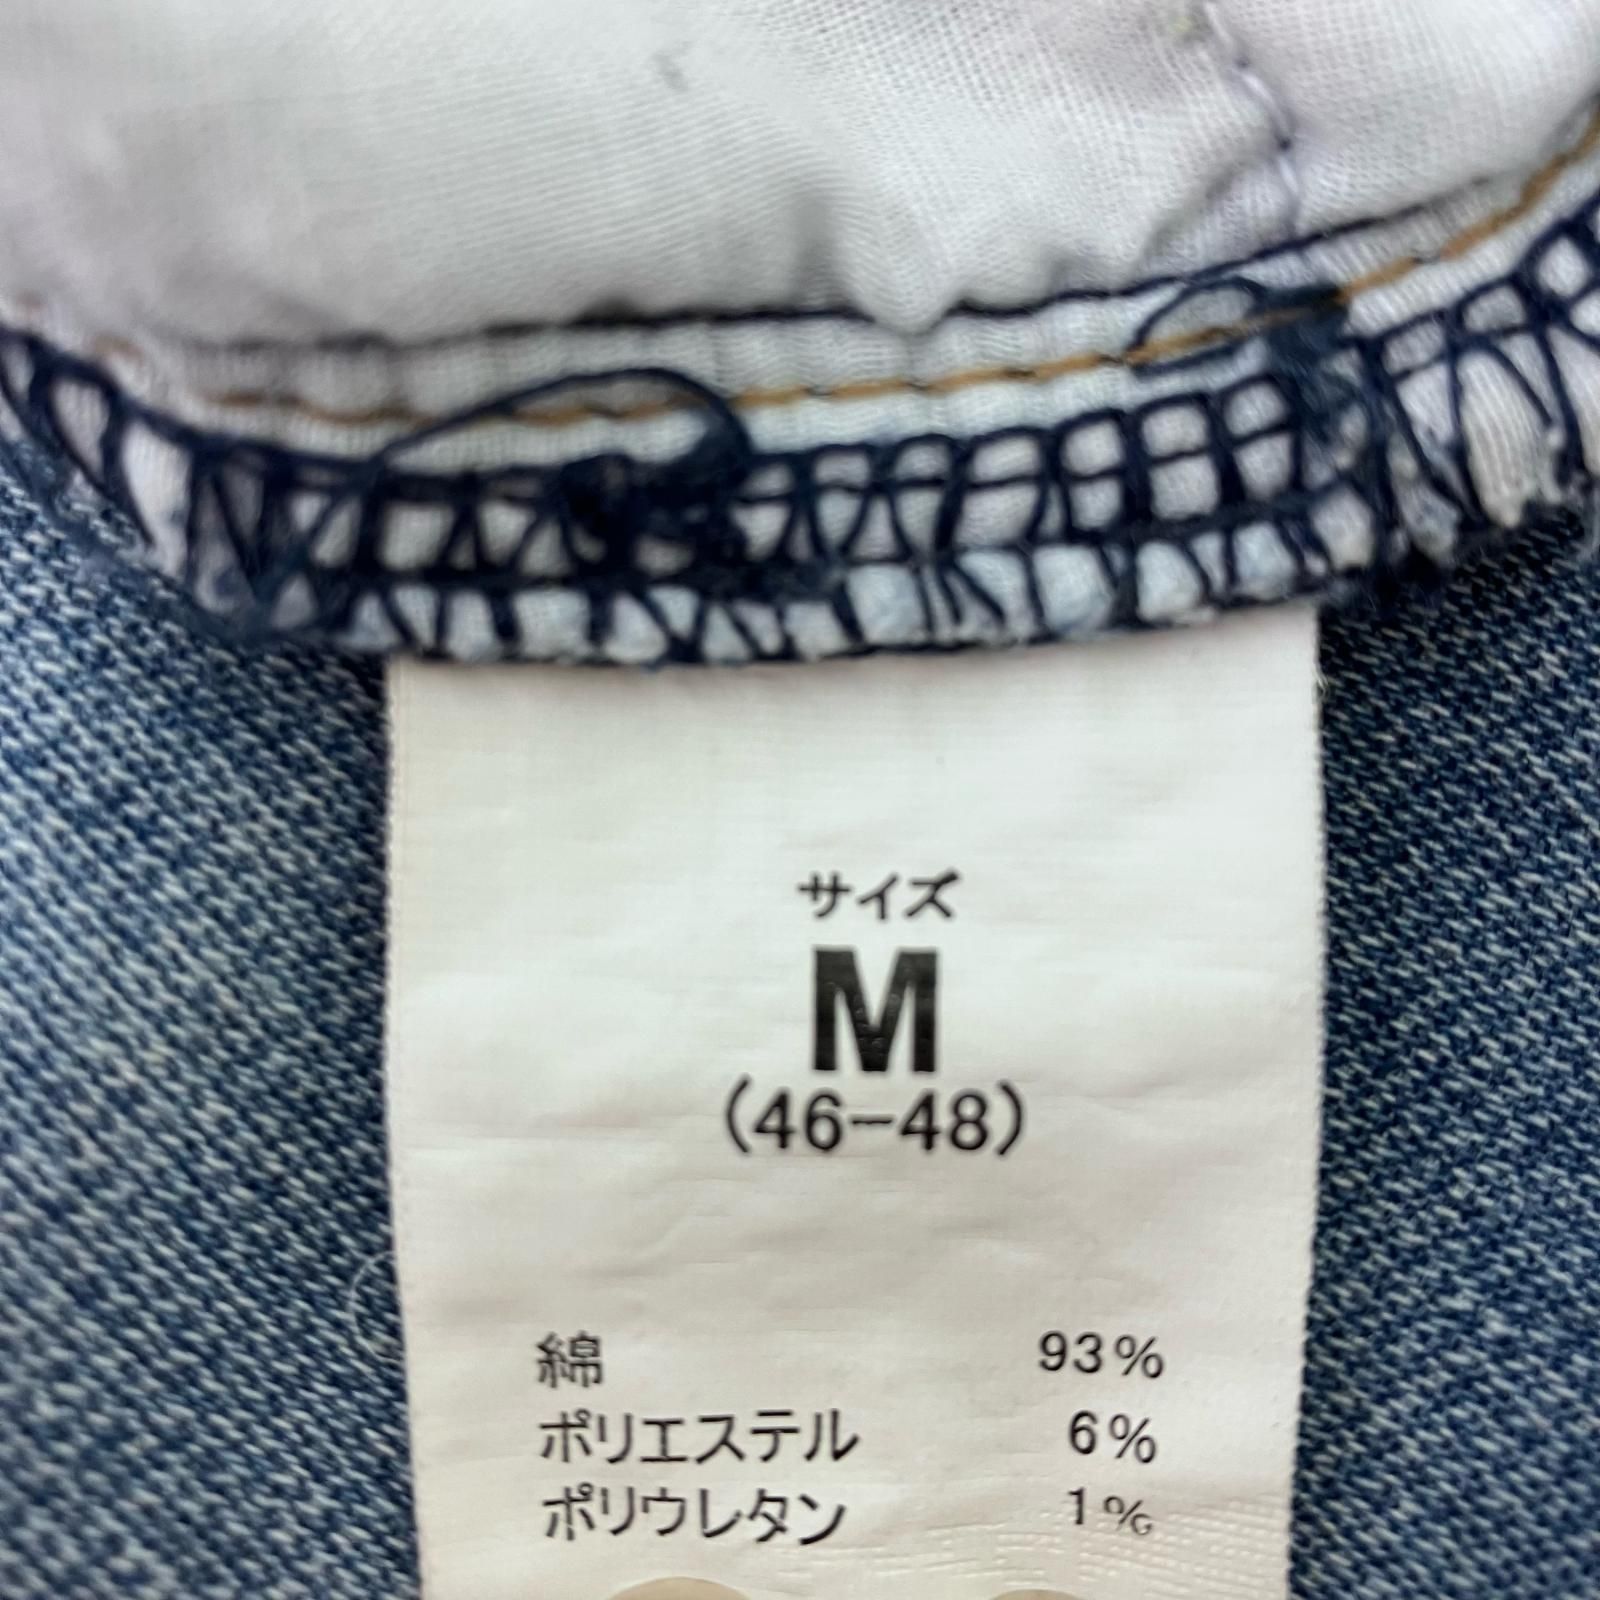 サイズ
M
(46-48)
綿 93%
ポリエステル 6%
ポリウレタン 1%